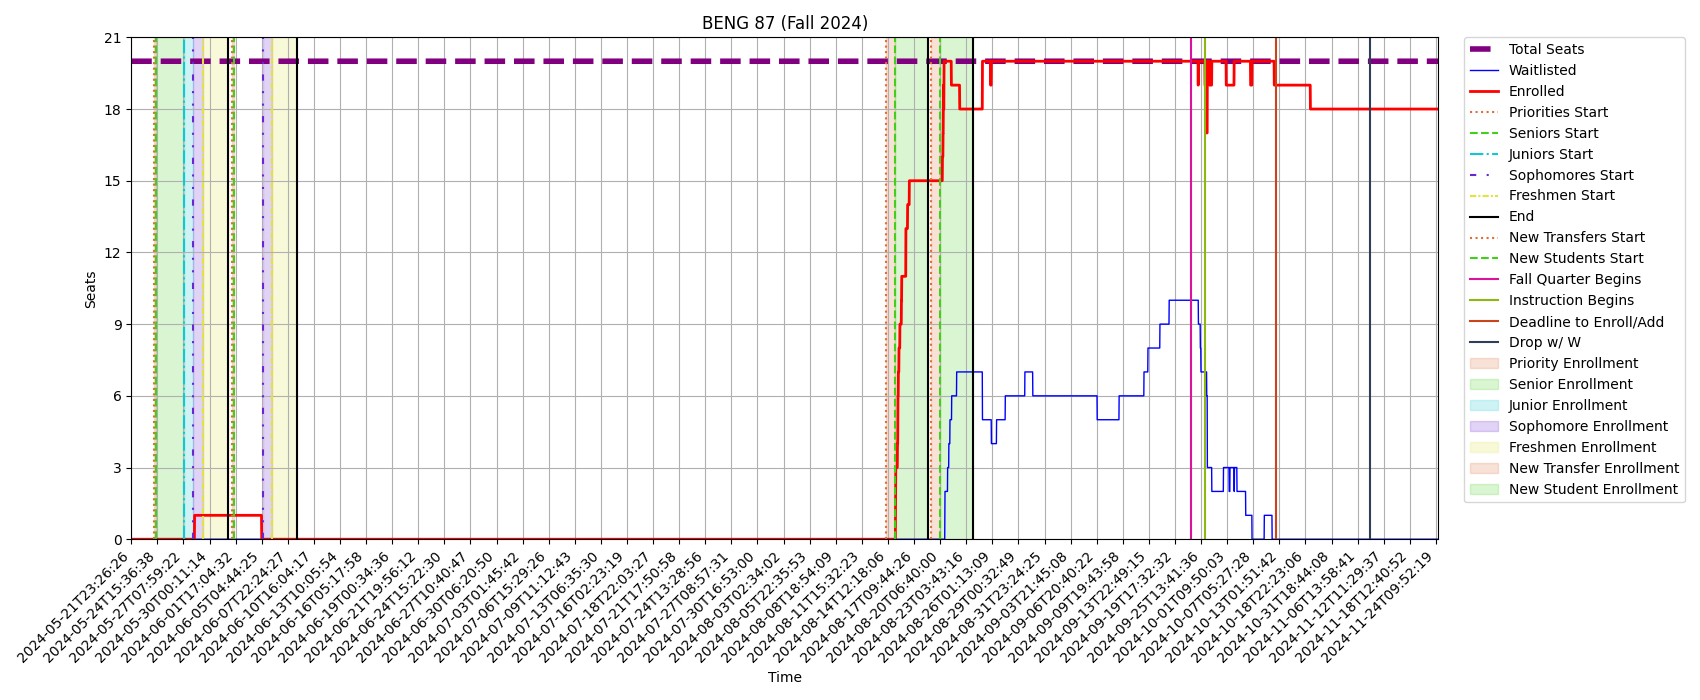 BENG 87 (Fall 2024)
21
18
15
12
9
6
3
0
Seats
2024-05-21T23:26:26
2024-05-24T15:36:38
2024-05-27T07:59:22
2024-05-30T01:11:14
2024-06-01T17:04:32
2024-06-05T04:44:25
2024-06-07T22:24:27
2024-06-10T16:04:17
2024-06-13T10:05:54
2024-06-16T05:17:58
2024-06-19T00:34:36
2024-06-21T19:56:12
2024-06-24T15:22:30
2024-06-27T10:40:47
2024-06-30T06:20:50
2024-07-03T01:45:42
2024-07-06T15:29:26
2024-07-09T11:12:43
2024-07-13T06:35:30
2024-07-16T02:23:19
2024-07-18T22:03:27
2024-07-21T17:50:58
2024-07-24T13:28:56
2024-07-27T08:57:31
2024-07-30T16:53:00
2024-08-03T02:34:02
2024-08-05T22:35:53
2024-08-08T18:54:09
2024-08-11T15:32:23
2024-08-14T12:18:06
2024-08-17T09:44:26
2024-08-20T06:40:00
2024-08-23T03:43:16
2024-08-26T01:13:09
2024-08-29T00:32:49
2024-08-31T23:24:25
2024-09-03T21:45:08
2024-09-06T20:40:22
2024-09-09T19:43:58
2024-09-13T22:49:15
2024-09-19T17:32:32
2024-09-25T13:41:36
2024-10-01T09:50:03
2024-10-07T05:27:28
2024-10-13T01:51:42
2024-10-18T22:23:06
2024-10-31T18:44:08
2024-11-06T13:58:41
2024-11-12T11:29:37
2024-11-18T12:40:52
2024-11-24T09:52:19
Time
Total Seats
Waitlisted
Enrolled
Priorities Start
Seniors Start
Juniors Start
Sophomores Start
Freshmen Start
End
New Transfers Start
New Students Start
Fall Quarter Begins
Instruction Begins
Deadline to Enroll/Add
Drop w/ W
Priority Enrollment
Senior Enrollment
Junior Enrollment
Sophomore Enrollment
Freshmen Enrollment
New Transfer Enrollment
New Student Enrollment